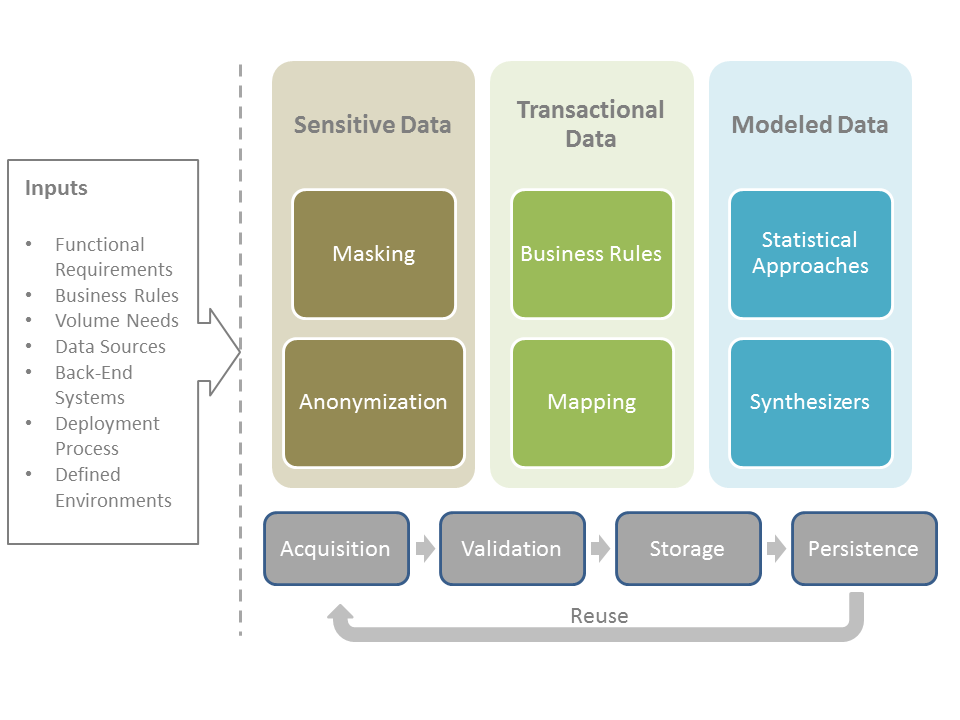 Inputs
• Functional
Requirements
• Business Rules
• Volume Needs
• Data Sources
• Back-End
Systems
• Deployment
Process
• Defined
Environments
Sensitive Data
Masking
Anonymization
Transactional
Data
Business Rules
Mapping
Modeled Data
Statistical
Approaches
Synthesizers
Acquisition
Validation
Storage
Persistence
Reuse